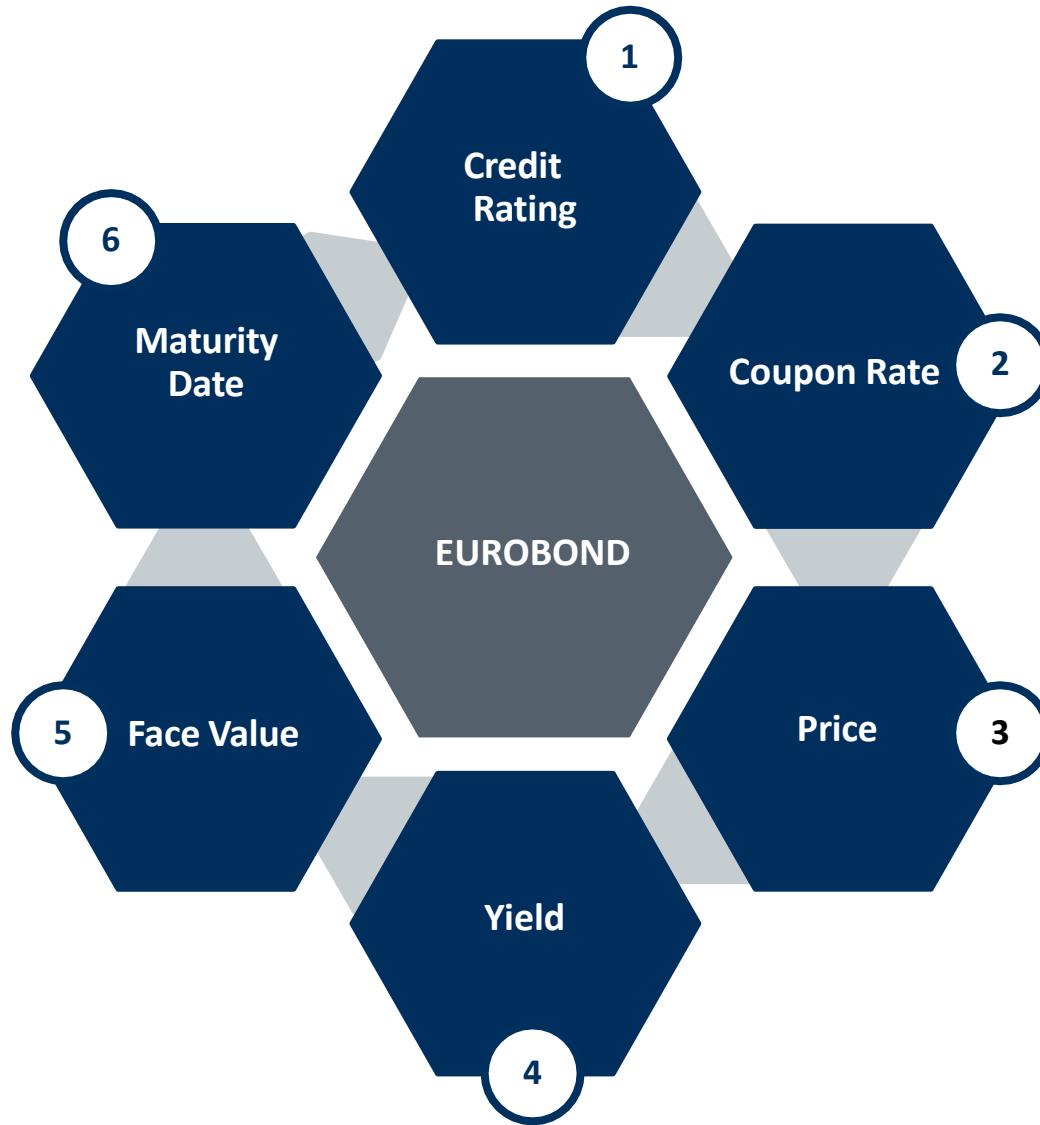 1
Credit
Rating
6
Maturity
Date
2
Coupon Rate
EUROBOND
5
Face Value
3
Price
Yield
4